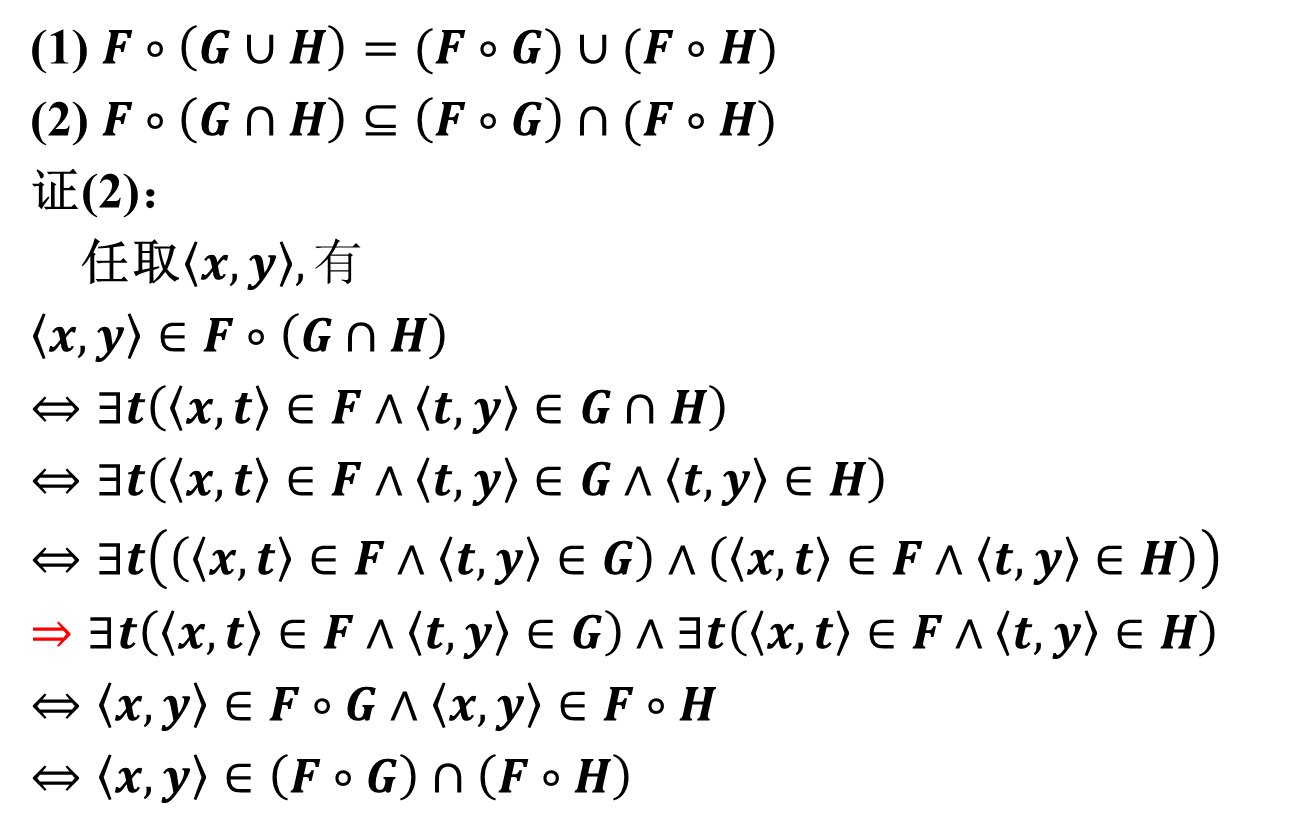 (1) F ∘ (G ∪ H) = (F ∘ G) ∪ (F ∘ H)
(2) F ∘ (G ∩ H) ⊆ (F ∘ G) ∩ (F ∘ H)
证(2)：
任取⟨x, y⟩, 有
⟨x, y⟩ ∈ F ∘ (G ∩ H)
⇔ ∃t(⟨x, t⟩ ∈ F ∧ ⟨t, y⟩ ∈ G ∩ H)
⇔ ∃t(⟨x, t⟩ ∈ F ∧ ⟨t, y⟩ ∈ G ∧ ⟨t, y⟩ ∈ H)
⇔ ∃t((⟨x, t⟩ ∈ F ∧ ⟨t, y⟩ ∈ G) ∧ (⟨x, t⟩ ∈ F ∧ ⟨t, y⟩ ∈ H))
⇒ ∃t(⟨x, t⟩ ∈ F ∧ ⟨t, y⟩ ∈ G) ∧ ∃t(⟨x, t⟩ ∈ F ∧ ⟨t, y⟩ ∈ H)
⇔ ⟨x, y⟩ ∈ F ∘ G ∧ ⟨x, y⟩ ∈ F ∘ H
⇔ ⟨x, y⟩ ∈ (F ∘ G) ∩ (F ∘ H)